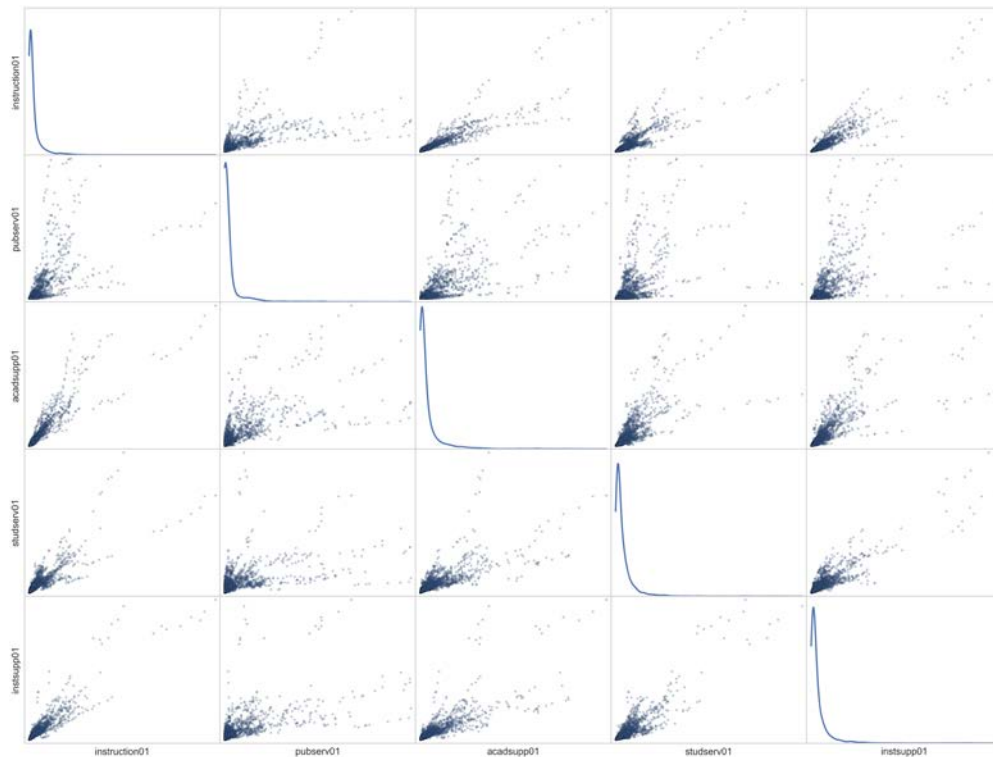 instruction01
pubserv01
acadsupp01
studserv01
instsupp01
instruction01
pubserv01
acadsupp01
studserv01
instsupp01